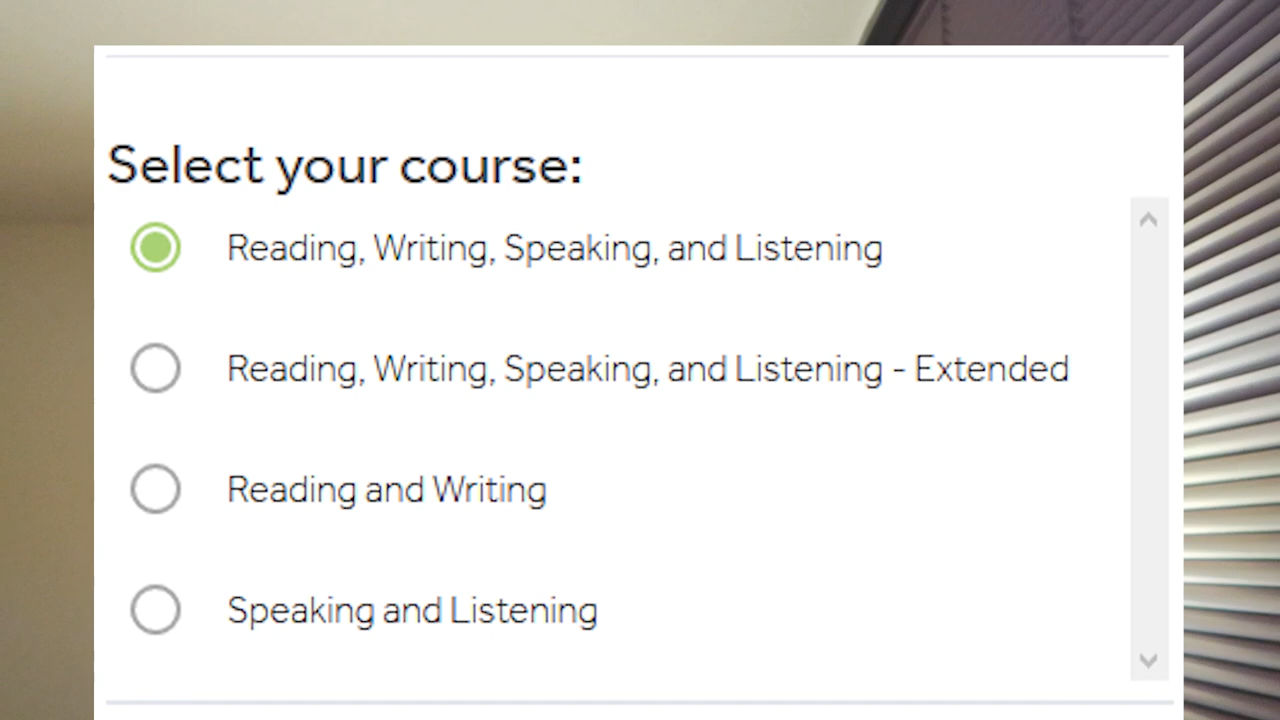 Select your course:
Reading, Writing, Speaking, and Listening
Reading, Writing, Speaking, and Listening - Extended
Reading and Writing
Speaking and Listening